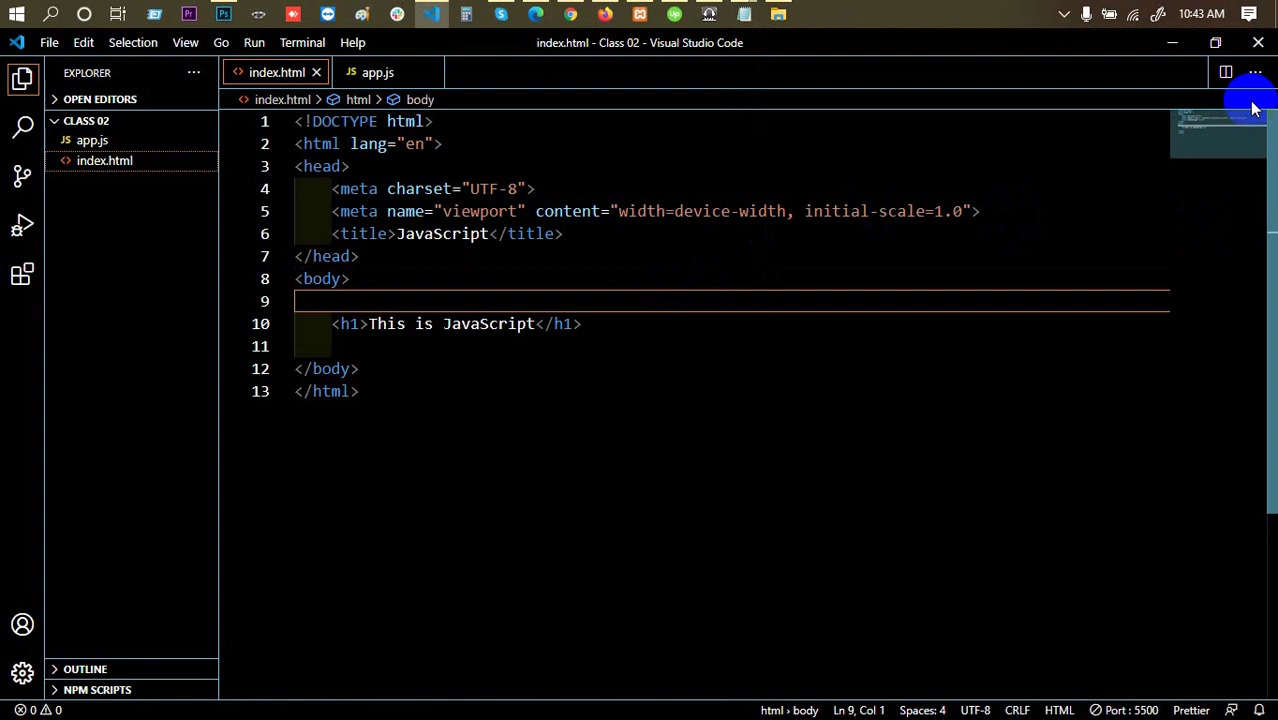 10:43 AM
File Edit Selection View Go Run Terminal Help
index.html - Class 02 - Visual Studio Code
EXPLORER
OPEN EDITORS
CLASS 02
JS app.js
<> index.html
OUTLINE
NPM SCRIPTS
<> index.html JS app.js
<> index.html > html > body
1 <!DOCTYPE html>
2 <html lang="en">
3 <head>
4 <meta charset="UTF-8">
5 <meta name="viewport" content="width=device-width, initial-scale=1.0">
6 <title>JavaScript</title>
7 </head>
8 <body>
9
10 <h1>This is JavaScript</h1>
11
12 </body>
13 </html>
0 0 html > body Ln 9, Col 1 Spaces: 4 UTF-8 CRLF HTML Port : 5500 Prettier